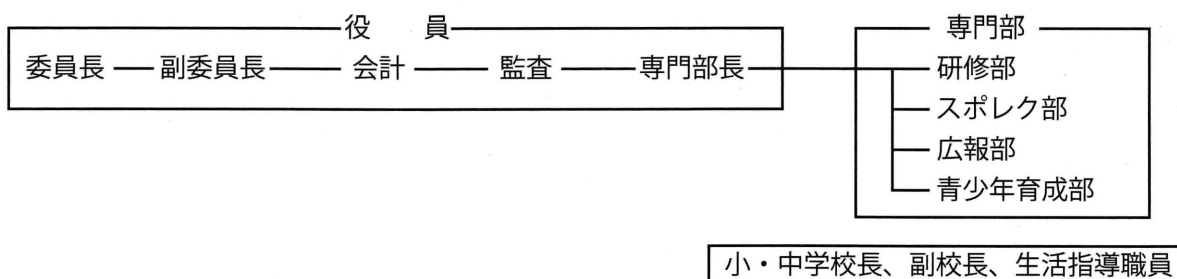 役　員
委員長 副委員長 会計 監査 専門部長
専門部
研修部
スポレク部
広報部
青少年育成部
小・中学校長、副校長、生活指導職員